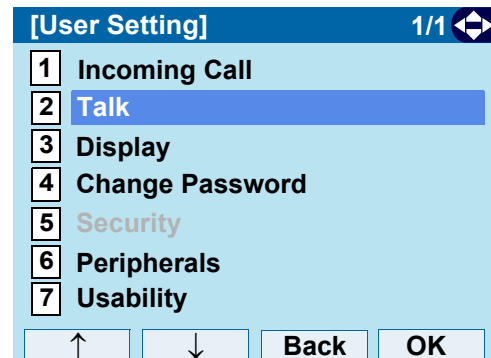 [User Setting] 1/1
1 Incoming Call
2 Talk
3 Display
4 Change Password
5 Security
6 Peripherals
7 Usability
↑ ↓ Back OK